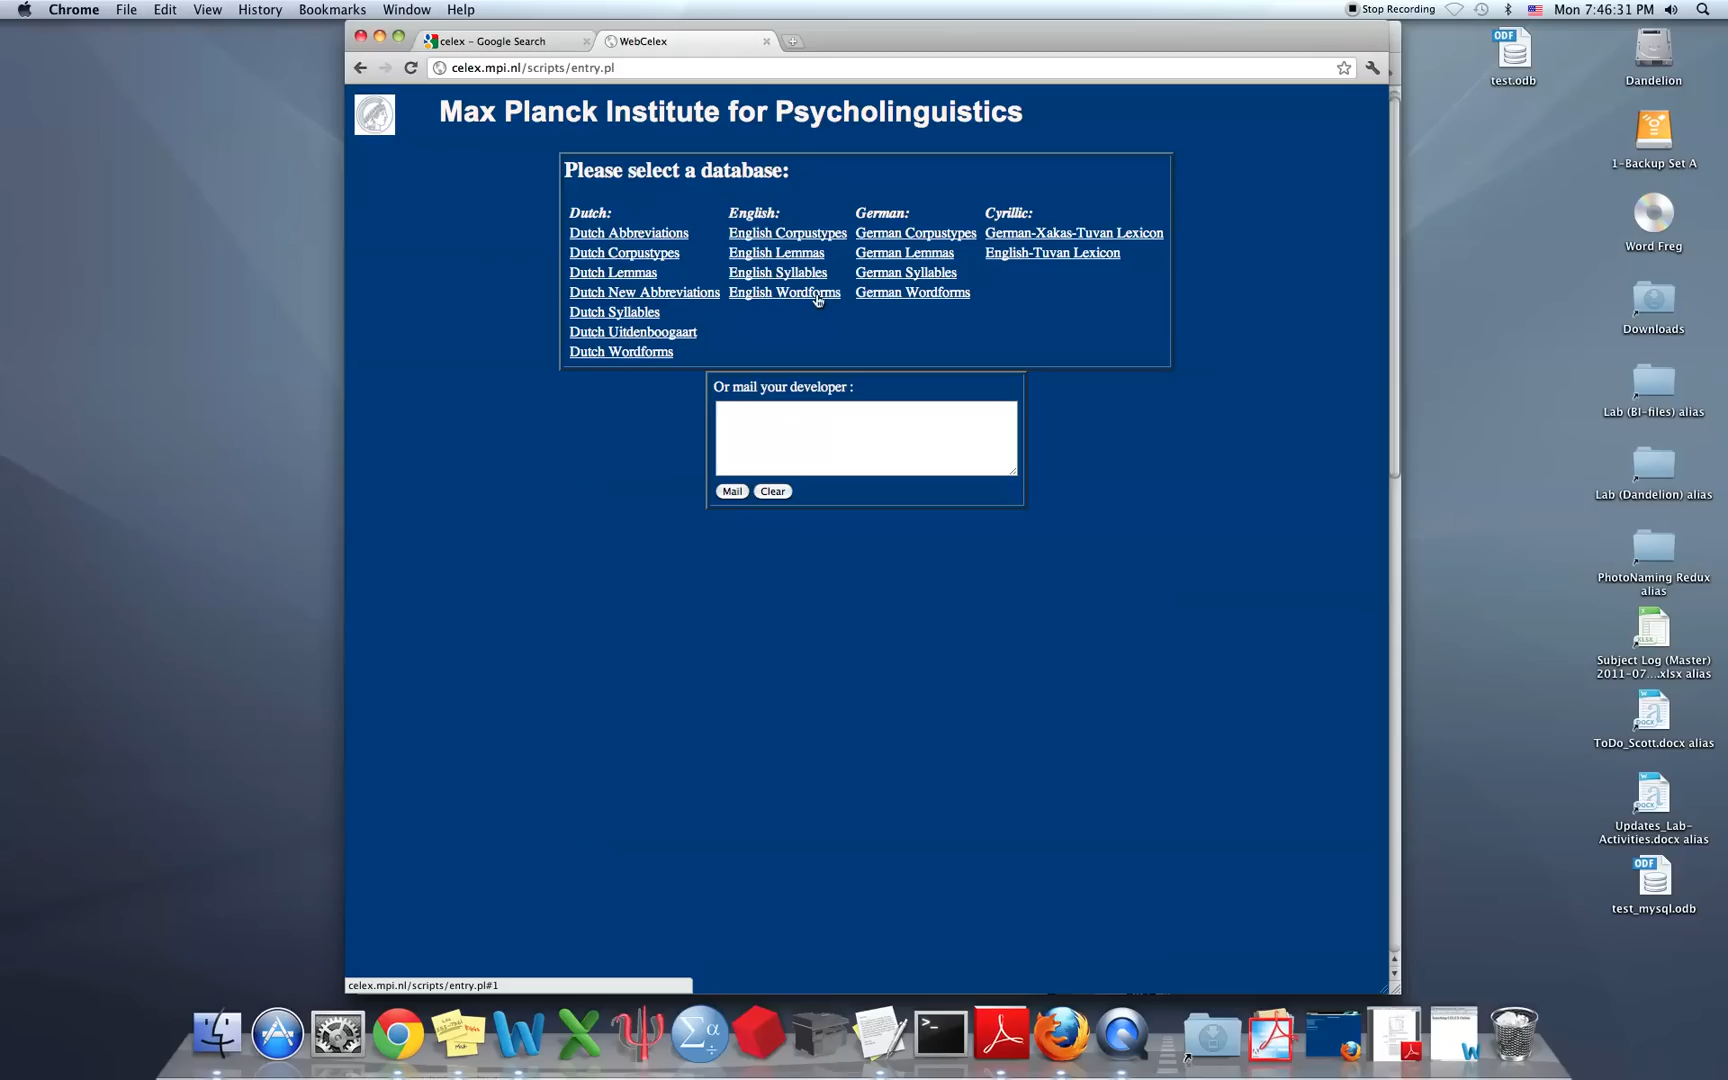 Chrome File Edit View History Bookmarks Window Help
Stop Recording Mon 7:46:31 PM
celex – Google Search
WebCelex
celex.mpi.nl/scripts/entry.pl
Max Planck Institute for Psycholinguistics
Please select a database:
Dutch: English: German: Cyrillic:
Dutch Abbreviations English Corpustypes German Corpustypes German-Xakas-Tuvan Lexicon
Dutch Corpustypes English Lemmas German Lemmas English-Tuvan Lexicon
Dutch Lemmas English Syllables German Syllables
Dutch New Abbreviations English Wordforms German Wordforms
Dutch Syllables
Dutch Uitdenboogaart
Dutch Wordforms
Or mail your developer :
Mail Clear
celex.mpi.nl/scripts/entry.pl#1
ODF
test.odb
Dandelion
1-Backup Set A
Word Freg
Downloads
Lab (BI-files) alias
Lab (Dandelion) alias
PhotoNaming Redux
alias
XLSX
Subject Log (Master)
2011-07....xlsx alias
DOCX
ToDo_Scott.docx alias
DOCX
Updates_Lab-
Activities.docx alias
ODF
test_mysql.odb